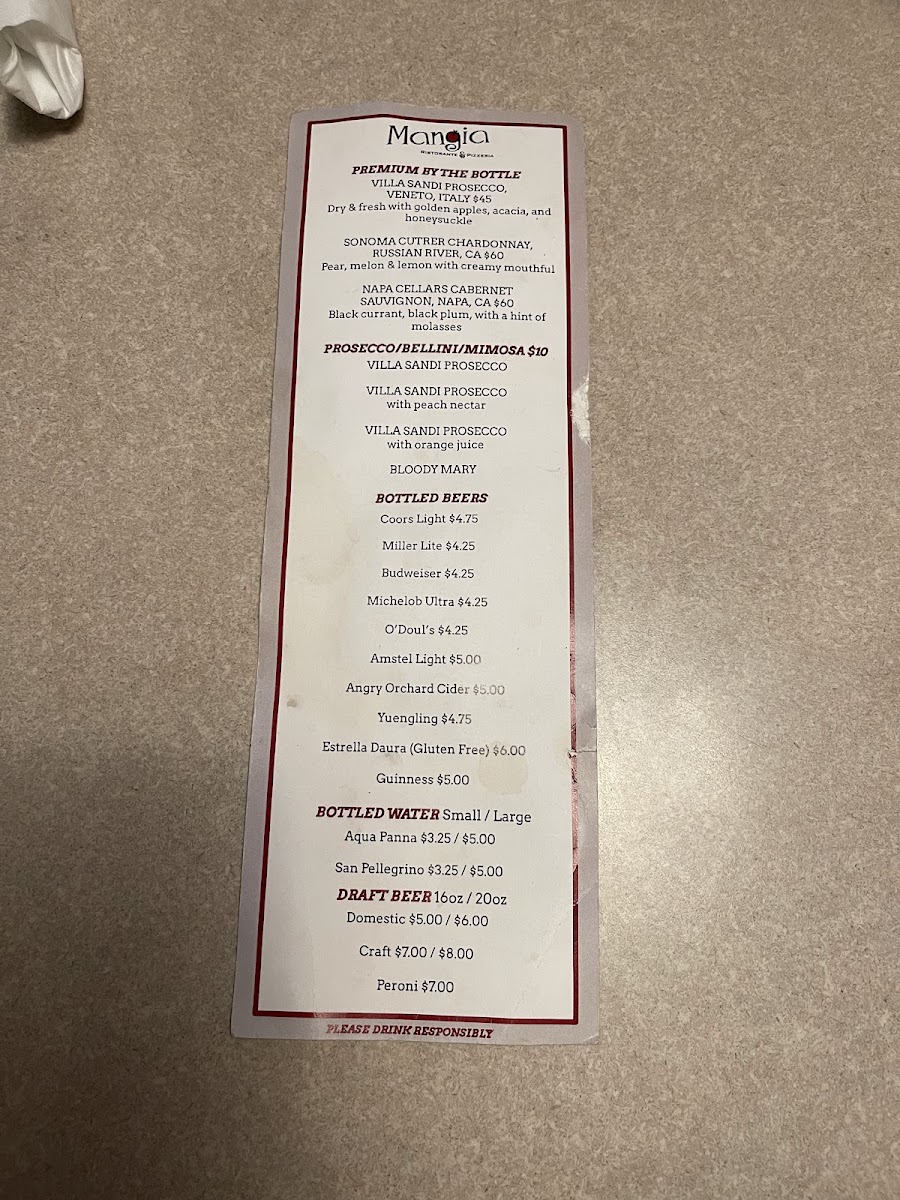 Mangia
RISTORANTE & PIZZERIA
PREMIUM BY THE BOTTLE
VILLA SANDI PROSECCO,
VENETO, ITALY $45
Dry & fresh with golden apples, acacia, and
honeysuckle
SONOMA CUTRER CHARDONNAY,
RUSSIAN RIVER, CA $60
Pear, melon & lemon with creamy mouthful
NAPA CELLARS CABERNET
SAUVIGNON, NAPA, CA $60
Black currant, black plum, with a hint of
molasses
PROSECCO/BELLINI/MIMOSA $10
VILLA SANDI PROSECCO
VILLA SANDI PROSECCO
with peach nectar
VILLA SANDI PROSECCO
with orange juice
BLOODY MARY
BOTTLED BEERS
Coors Light $4.75
Miller Lite $4.25
Budweiser $4.25
Michelob Ultra $4.25
O'Doul's $4.25
Amstel Light $5.00
Angry Orchard Cider $5.00
Yuengling $4.75
Estrella Daura (Gluten Free) $6.00
Guinness $5.00
BOTTLED WATER Small / Large
Aqua Panna $3.25 / $5.00
San Pellegrino $3.25 / $5.00
DRAFT BEER 16oz / 20oz
Domestic $5.00 / $6.00
Craft $7.00 / $8.00
Peroni $7.00
PLEASE DRINK RESPONSIBLY